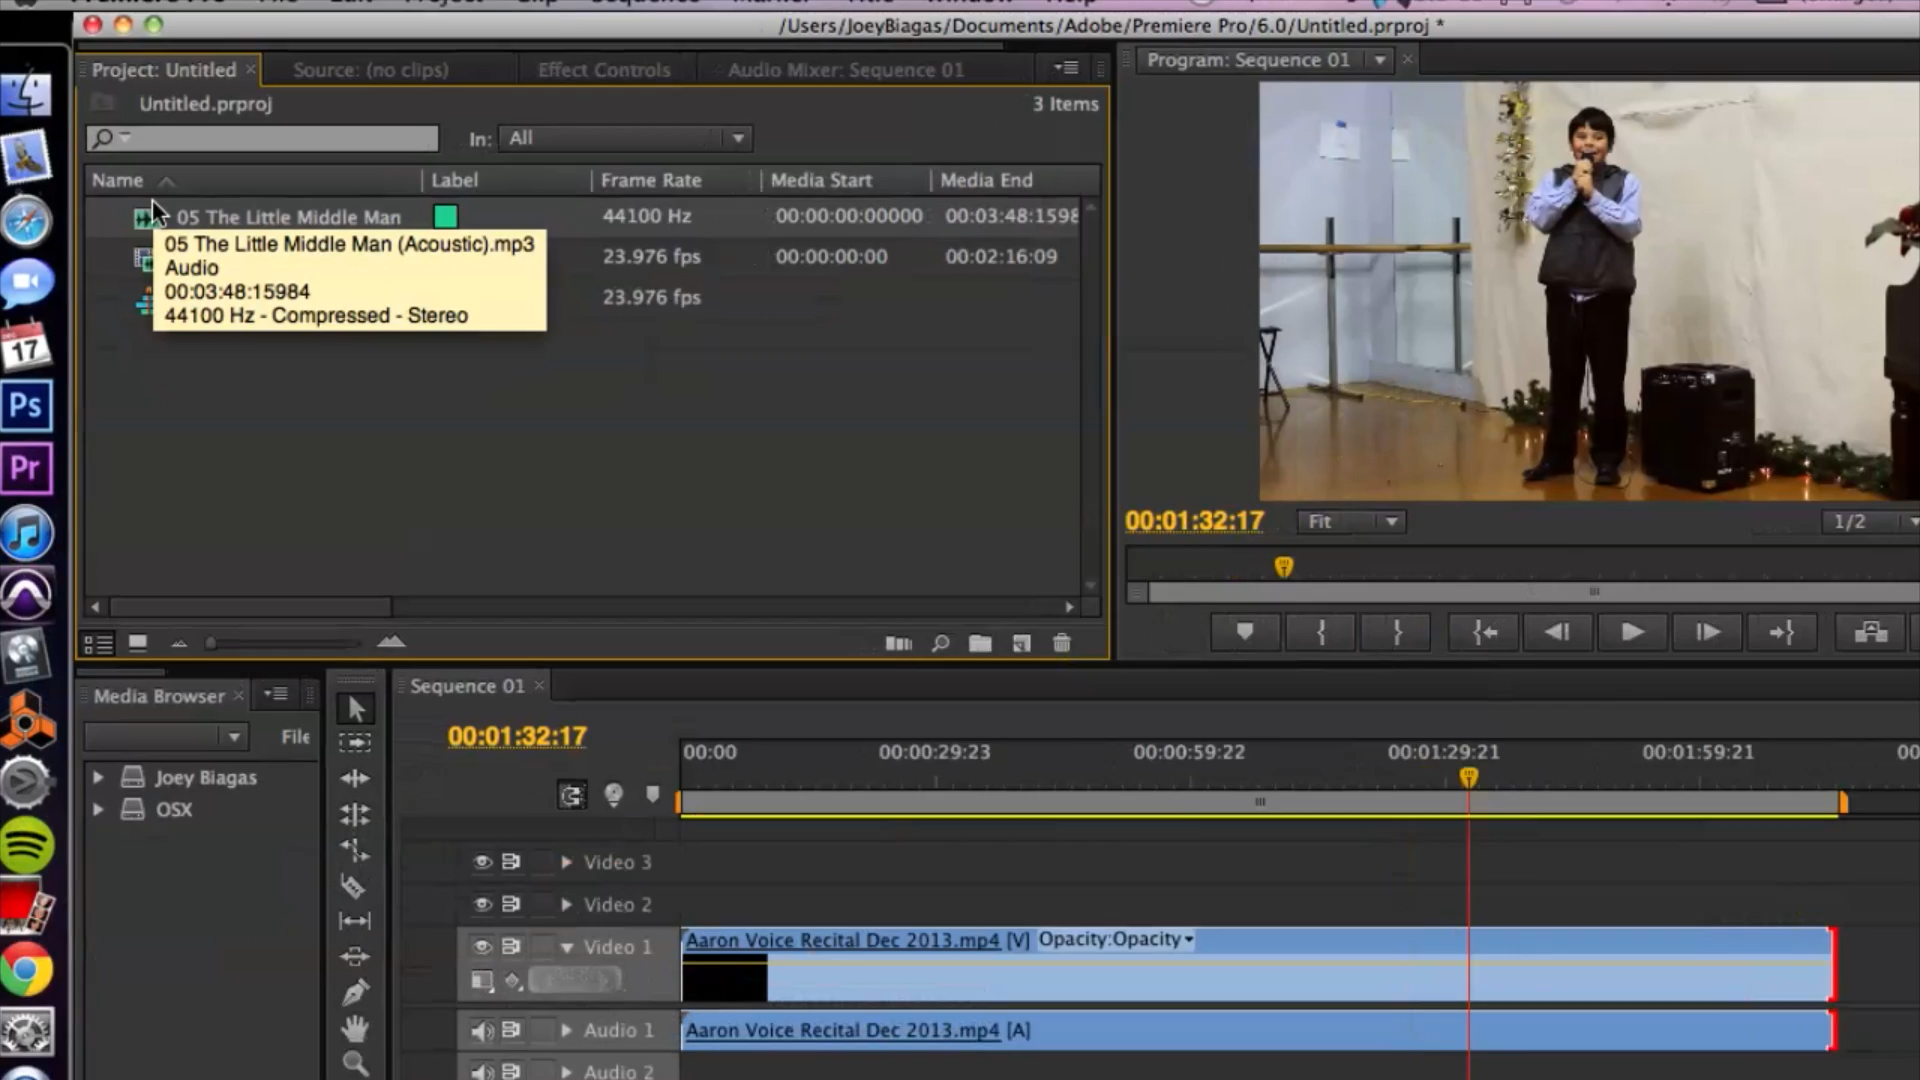 /Users/JoeyBiagas/Documents/Adobe/Premiere Pro/6.0/Untitled.prproj *
Project: Untitled
Source: (no clips)
Effect Controls
Audio Mixer: Sequence 01
Program: Sequence 01
Untitled.prproj
3 Items
In: All
Name
Label
Frame Rate
Media Start
Media End
05 The Little Middle Man
44100 Hz
00:00:00:00000
00:03:48:1598
05 The Little Middle Man (Acoustic).mp3
Audio
00:03:48:15984
44100 Hz - Compressed - Stereo
23.976 fps
00:00:00:00
00:02:16:09
23.976 fps
17
Ps
Pr
00:01:32:17
Fit
1/2
Media Browser
File
Joey Biagas
OSX
Sequence 01
00:01:32:17
00:00
00:00:29:23
00:00:59:22
00:01:29:21
00:01:59:21
00
Video 3
Video 2
Video 1
Aaron Voice Recital Dec 2013.mp4 [V] Opacity:Opacity
Audio 1
Aaron Voice Recital Dec 2013.mp4 [A]
Audio 2